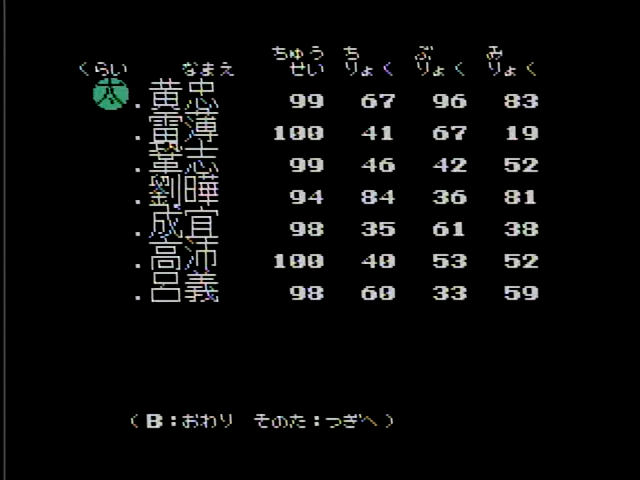 くらい なまえ ちゅうせい ちりょく ぶりょく みりょく
大.黄忠 99 67 96 83
.雷薄 100 41 67 19
.鞏志 99 46 42 52
.劉曄 94 84 36 81
.成宜 98 35 61 38
.高沛 100 40 53 52
.呂義 98 60 33 59
(B:おわり そのた:つぎへ)